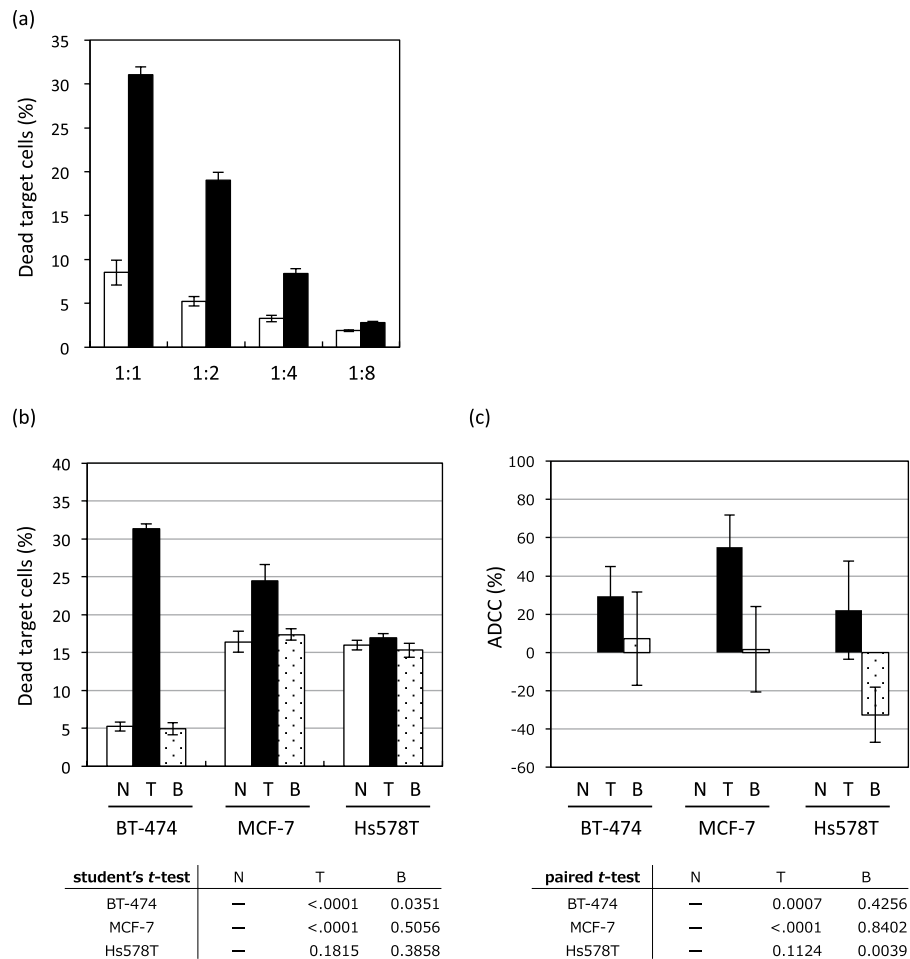 (a)
35
30
25
20
15
10
5
0
Dead target cells (%)
1:1 1:2 1:4 1:8
(b)
40
35
30
25
20
15
10
5
0
Dead target cells (%)
N T B N T B N T B
BT-474 MCF-7 Hs578T
student's t-test N T B
BT-474 — <.0001 0.0351
MCF-7 — <.0001 0.5056
Hs578T — 0.1815 0.3858
(c)
100
80
60
40
20
0
-20
-40
-60
ADCC (%)
N T B N T B N T B
BT-474 MCF-7 Hs578T
paired t-test N T B
BT-474 — 0.0007 0.4256
MCF-7 — <.0001 0.8402
Hs578T — 0.1124 0.0039